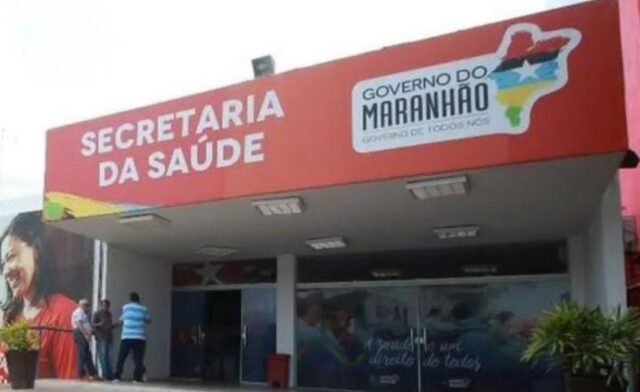 SECRETARIA
DA SAÚDE
GOVERNO DO
MARANHÃO
GOVERNO DE TODOS NÓS
A saúde é um
direito de todos